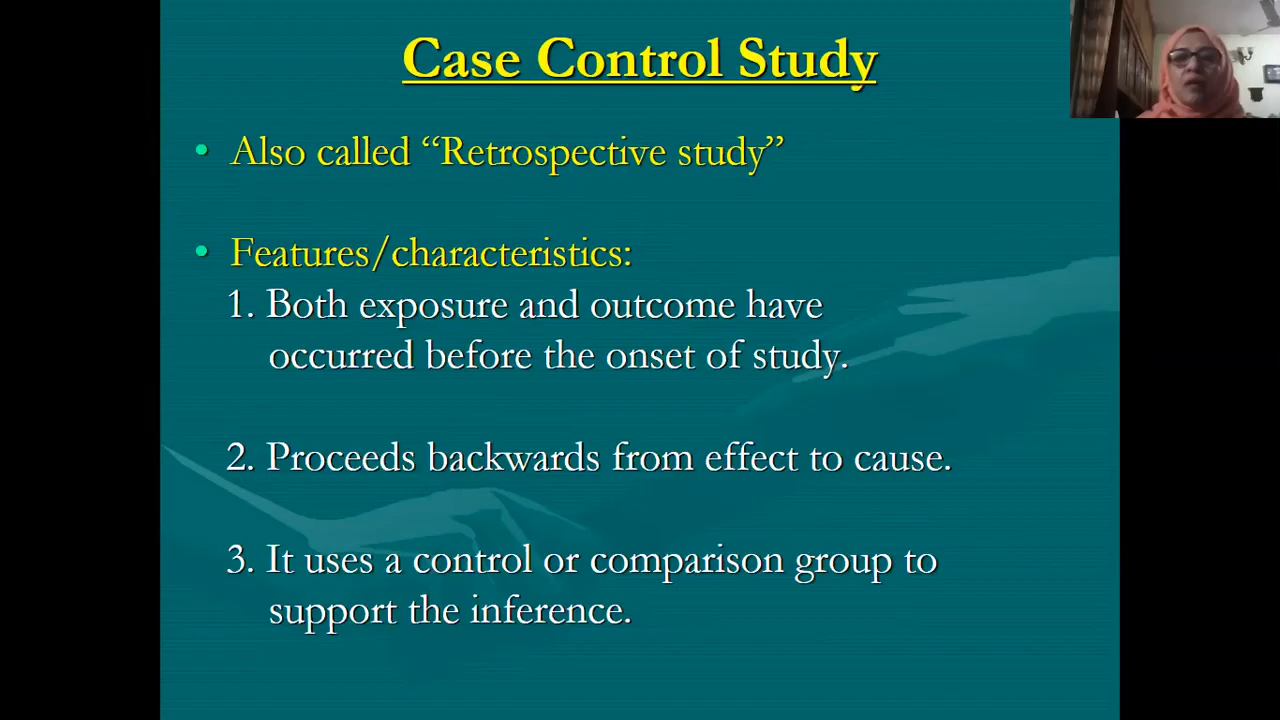 Case Control Study
• Also called “Retrospective study”
• Features/characteristics:
1. Both exposure and outcome have
occurred before the onset of study.
2. Proceeds backwards from effect to cause.
3. It uses a control or comparison group to
support the inference.